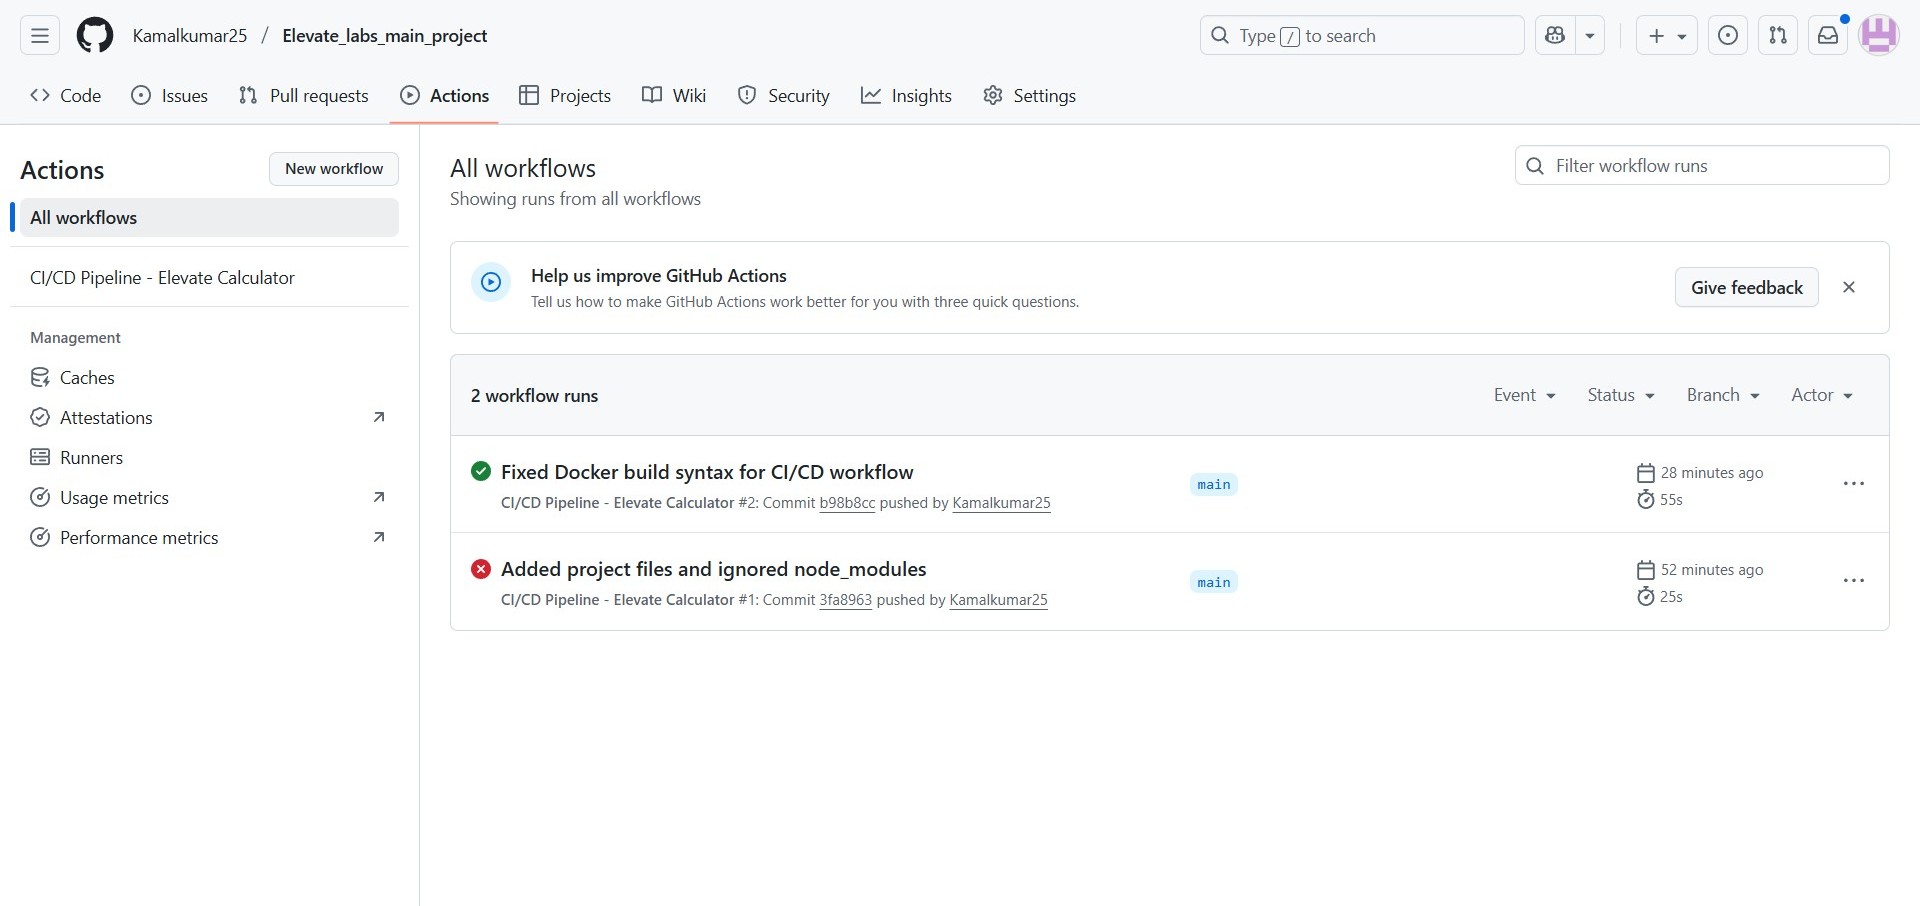 Kamalkumar25 / Elevate_labs_main_project
Type / to search
Code Issues Pull requests Actions Projects Wiki Security Insights Settings
Actions
New workflow
All workflows
CI/CD Pipeline - Elevate Calculator
Management
Caches
Attestations
Runners
Usage metrics
Performance metrics
All workflows
Showing runs from all workflows
Filter workflow runs
Help us improve GitHub Actions
Tell us how to make GitHub Actions work better for you with three quick questions.
Give feedback
2 workflow runs
Event Status Branch Actor
Fixed Docker build syntax for CI/CD workflow
CI/CD Pipeline - Elevate Calculator #2: Commit b98b8cc pushed by Kamalkumar25
main
28 minutes ago
55s
Added project files and ignored node_modules
CI/CD Pipeline - Elevate Calculator #1: Commit 3fa8963 pushed by Kamalkumar25
main
52 minutes ago
25s